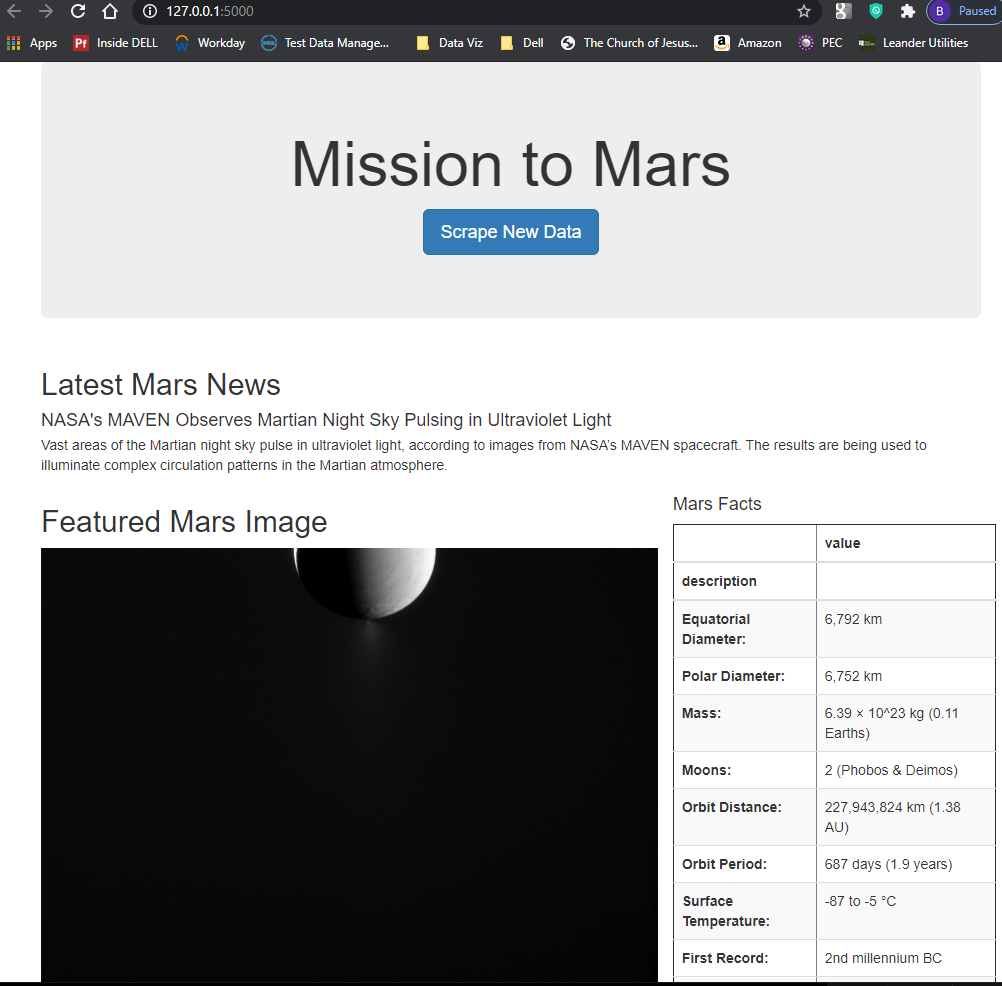 127.0.0.1:5000
B Paused
Apps Pf Inside DELL Workday Test Data Manage... Data Viz Dell The Church of Jesus... a Amazon PEC Leander Utilities
Mission to Mars
Scrape New Data
Latest Mars News
NASA's MAVEN Observes Martian Night Sky Pulsing in Ultraviolet Light
Vast areas of the Martian night sky pulse in ultraviolet light, according to images from NASA's MAVEN spacecraft. The results are being used to
illuminate complex circulation patterns in the Martian atmosphere.
Featured Mars Image
Mars Facts
value
description
Equatorial
Diameter:
6,792 km
Polar Diameter: 6,752 km
Mass:
6.39 × 10^23 kg (0.11
Earths)
Moons: 2 (Phobos & Deimos)
Orbit Distance:
227,943,824 km (1.38
AU)
Orbit Period: 687 days (1.9 years)
Surface
Temperature:
-87 to -5 °C
First Record: 2nd millennium BC